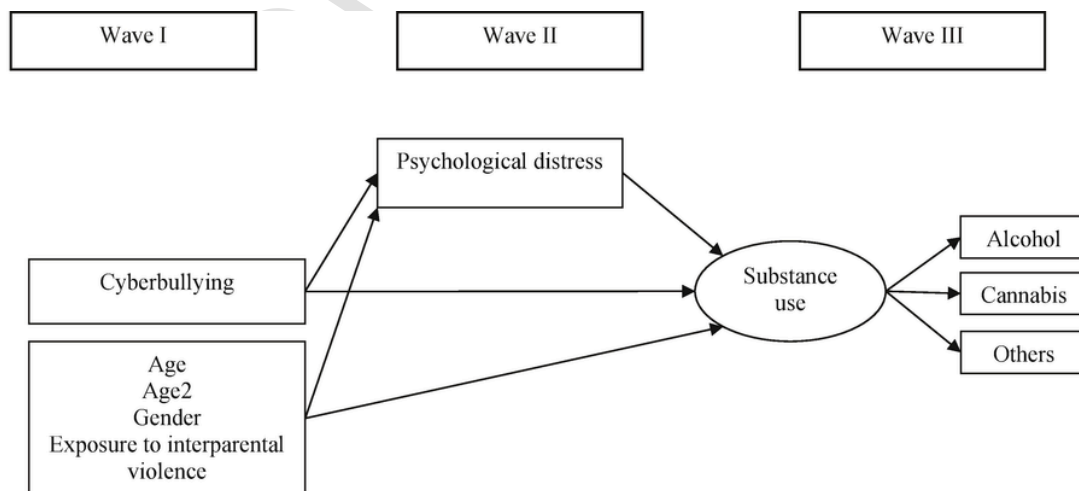 Wave I
Wave II
Wave III
Psychological distress
Cyberbullying
Substance
use
Alcohol
Cannabis
Others
Age
Age2
Gender
Exposure to interparental
violence